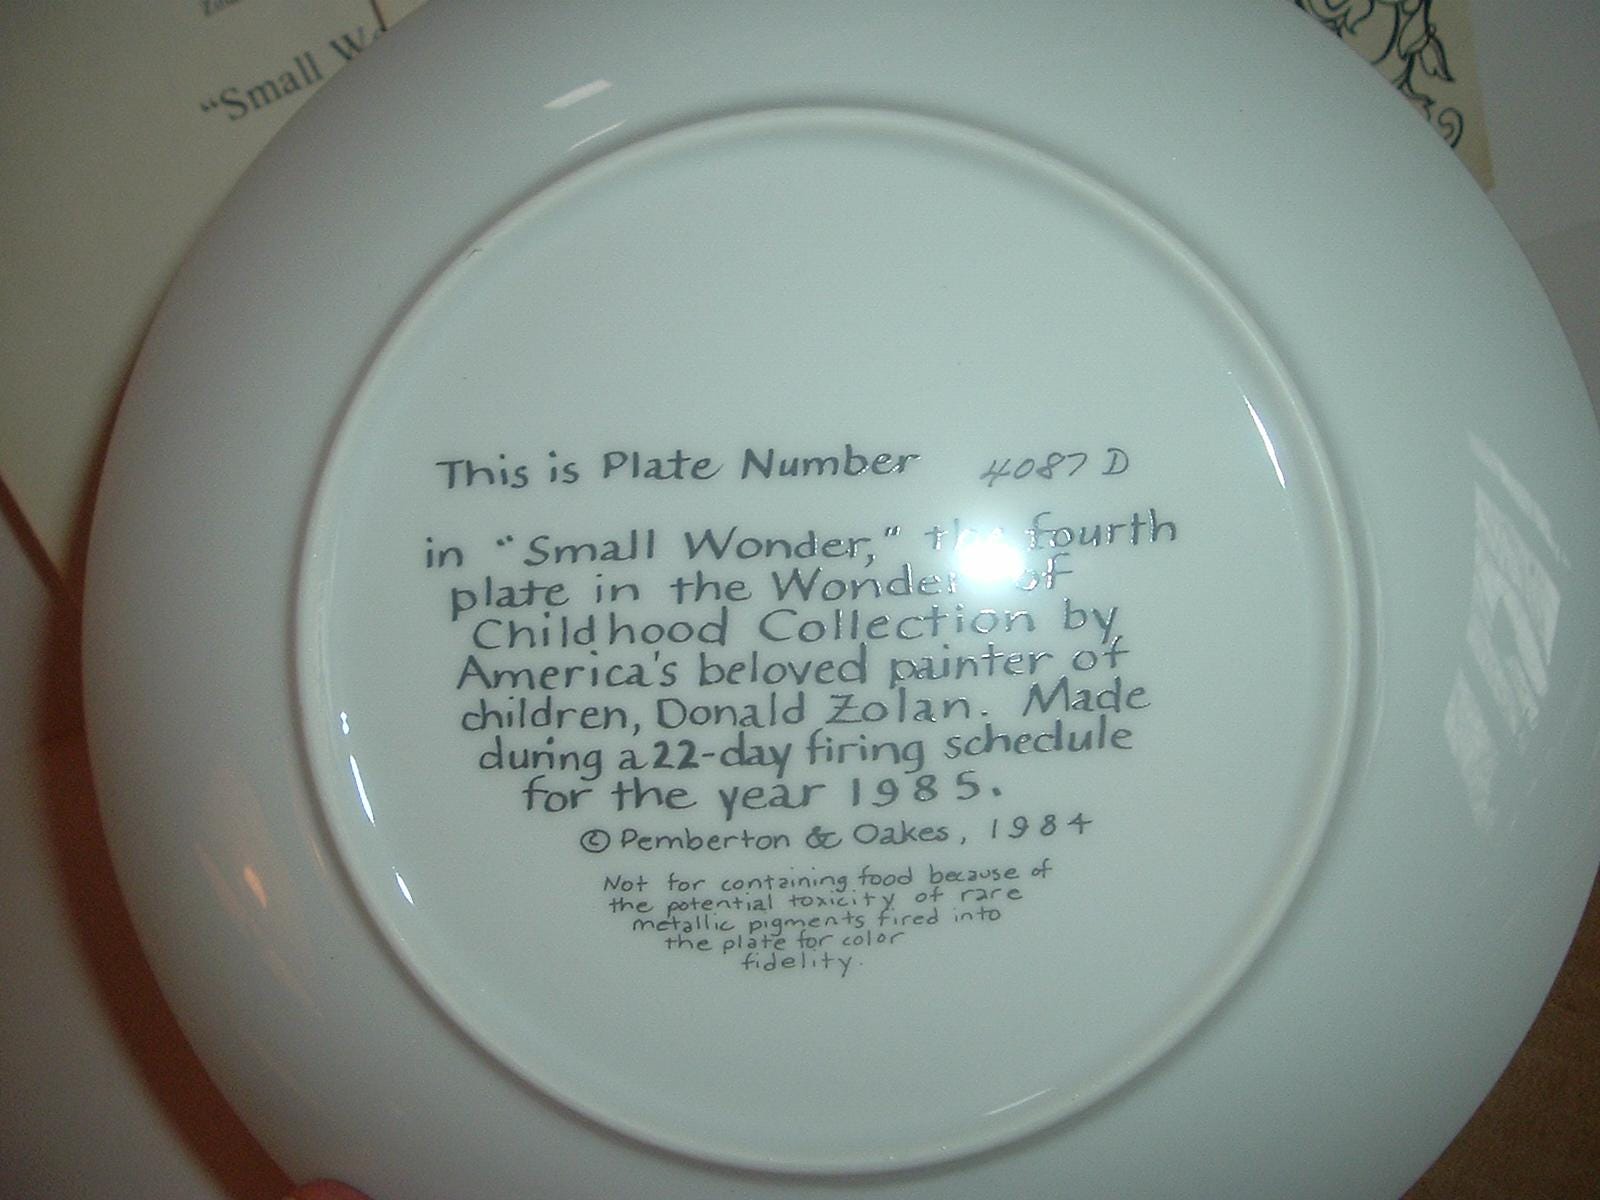 "Small
This is Plate Number 4087 D
in "Small Wonder," the fourth
plate in the Wonder of
Childhood Collection by
America's beloved painter of
children, Donald Zolan. Made
during a 22-day firing schedule
for the year 1985.
© Pemberton & Oakes, 1984
Not for containing food because of
the potential toxicity of rare
metallic pigments fired into
the plate for color
fidelity.